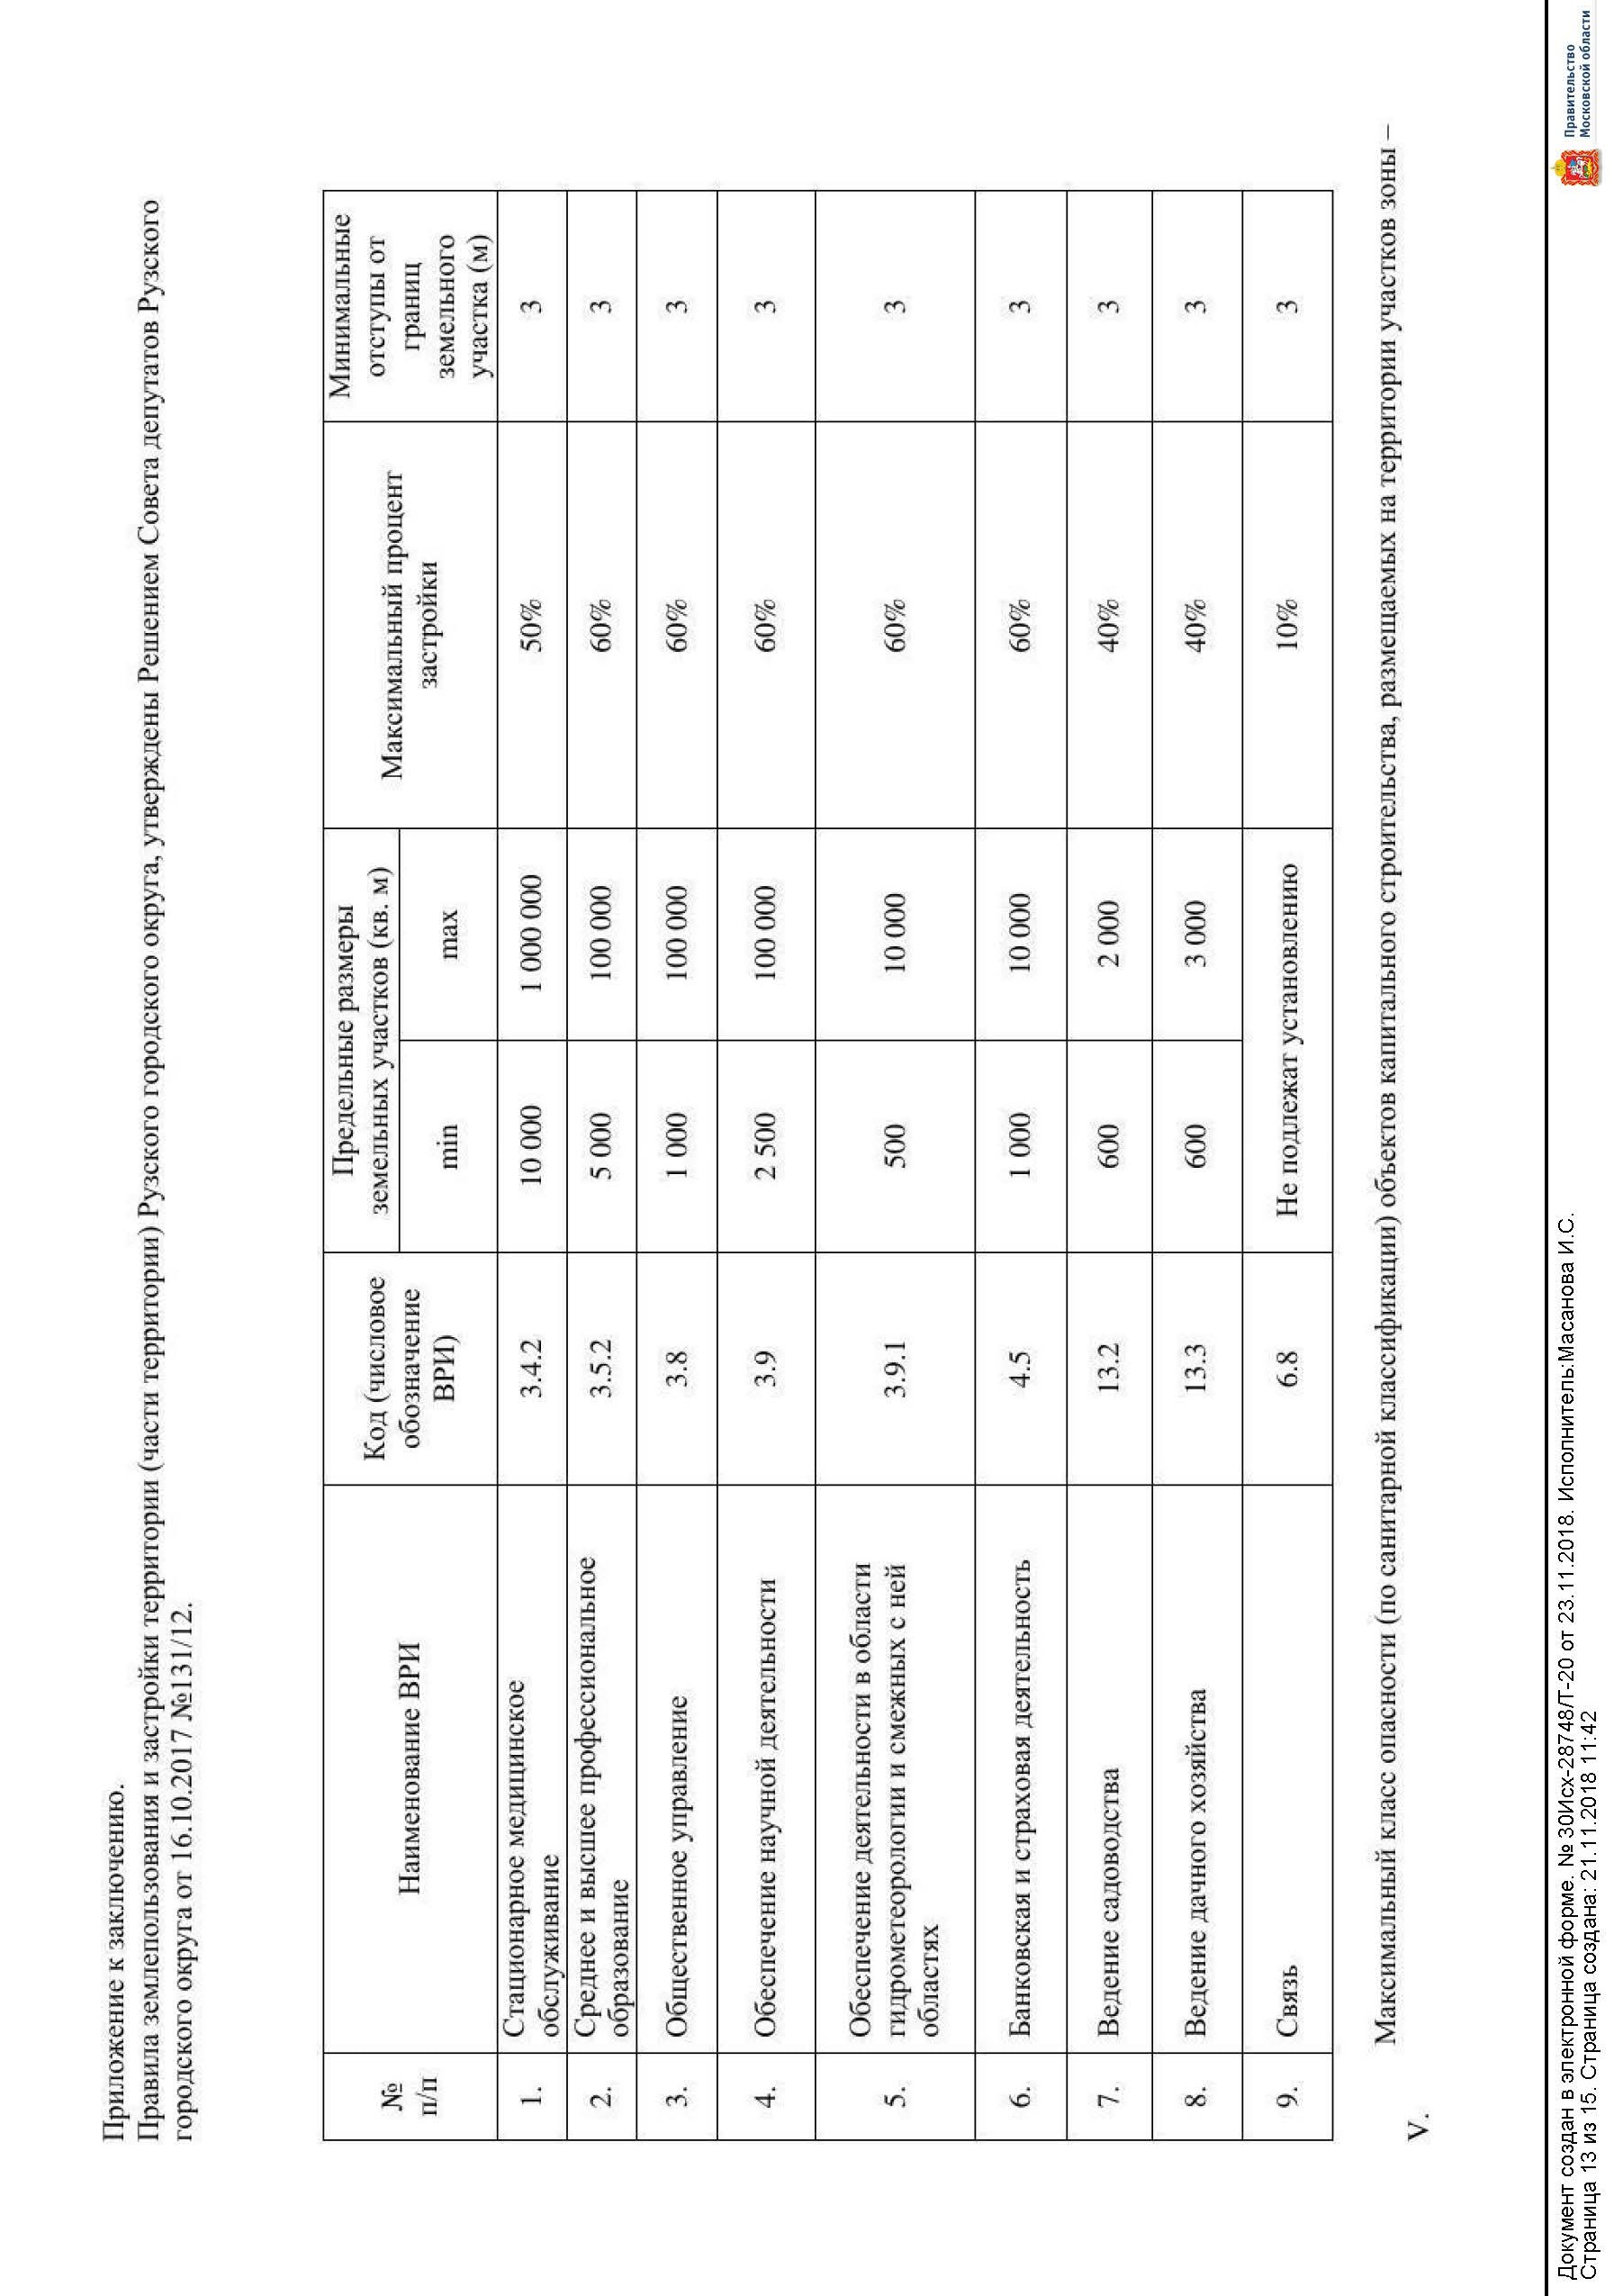 Приложение к заключению.
Правила землепользования и застройки территории (части территории) Рузского городского округа, утверждены Решением Совета депутатов Рузского
городского округа от 16.10.2017 №131/12.
№
п/п
Наименование ВРИ
Код (числовое
обозначение
ВРИ)
Предельные размеры
земельных участков (кв. м)
min
max
Максимальный процент
застройки
Минимальные
отступы от
границ
земельного
участка (м)
1. Стационарное медицинское
обслуживание
3.4.2 10 000 1 000 000 50% 3
2. Среднее и высшее профессиональное
образование
3.5.2 5 000 100 000 60% 3
3. Общественное управление 3.8 1 000 100 000 60% 3
4. Обеспечение научной деятельности 3.9 2 500 100 000 60% 3
5. Обеспечение деятельности в области
гидрометеорологии и смежных с ней
областях
3.9.1 500 10 000 60% 3
6. Банковская и страховая деятельность 4.5 1 000 10 000 60% 3
7. Ведение садоводства 13.2 600 2 000 40% 3
8. Ведение дачного хозяйства 13.3 600 3 000 40% 3
9. Связь 6.8 Не подлежат установлению 10% 3
Максимальный класс опасности (по санитарной классификации) объектов капитального строительства, размещаемых на территории участков зоны –
V.
Документ создан в электронной форме. № 30Исх-28748/Т-20 от 23.11.2018. Исполнитель:Масанова И.С.
Страница 13 из 15. Страница создана: 21.11.2018 11:42
Правительство
Московской области